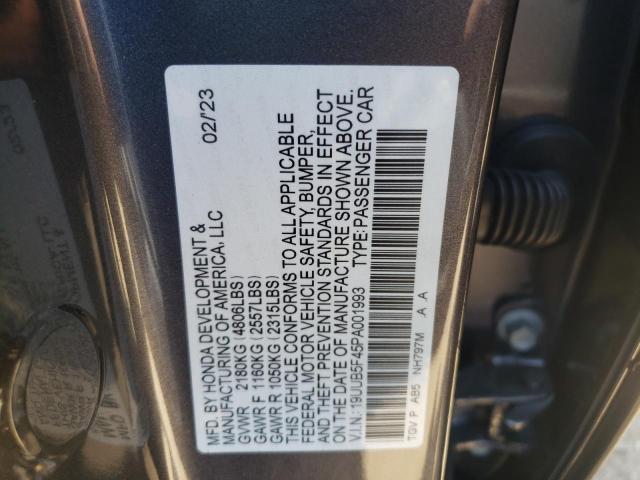 MFD. BY HONDA DEVELOPMENT &
MANUFACTURING OF AMERICA, LLC 02/'23
GVWR 2180KG (4806LBS)
GAWR F 1160KG (2557LBS)
GAWR R 1050KG (2315LBS)
THIS VEHICLE CONFORMS TO ALL APPLICABLE
FEDERAL MOTOR VEHICLE SAFETY, BUMPER,
AND THEFT PREVENTION STANDARDS IN EFFECT
ON THE DATE OF MANUFACTURE SHOWN ABOVE.
V.I.N.:19UUB5F45PA001993 TYPE: PASSENGER CAR
TGV P AB5 NH797M A A